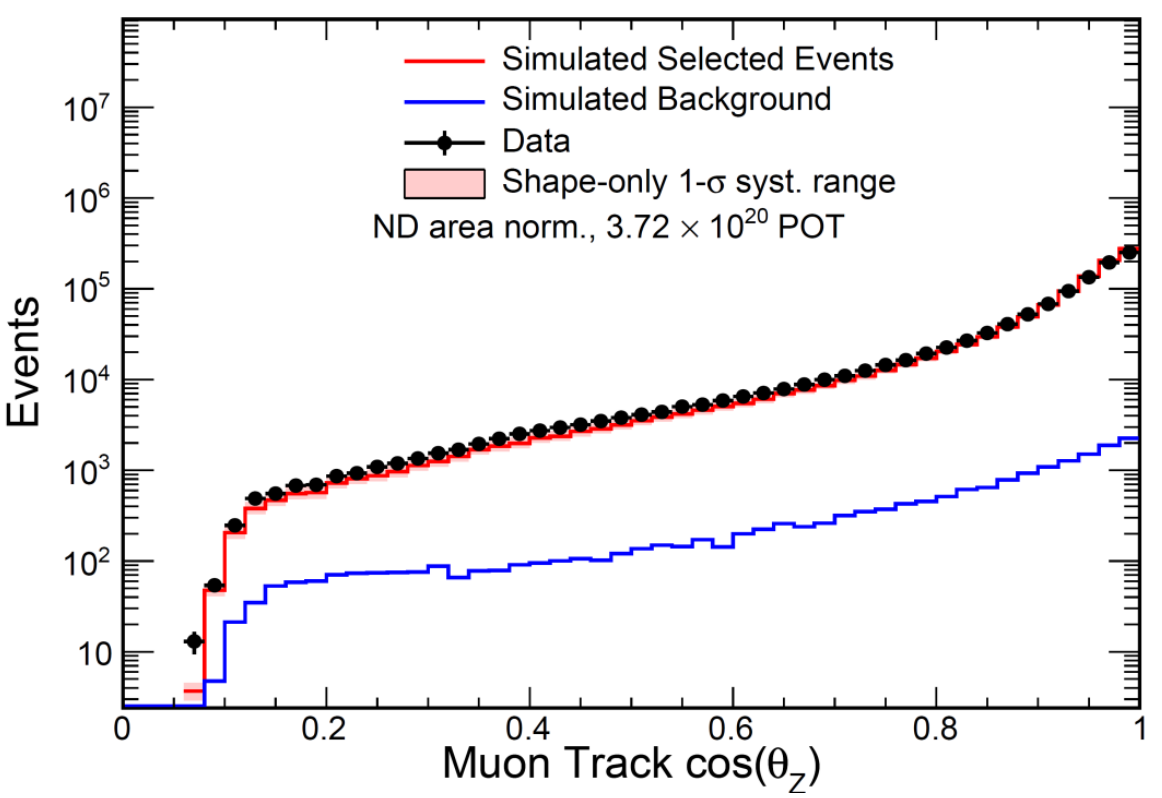 Simulated Selected Events
Simulated Background
Data
Shape-only 1-σ syst. range
ND area norm., 3.72 × 10²⁰ POT
10⁷
10⁶
10⁵
10⁴
10³
10²
10
Events
0 0.2 0.4 0.6 0.8 1
Muon Track cos(θ_Z)